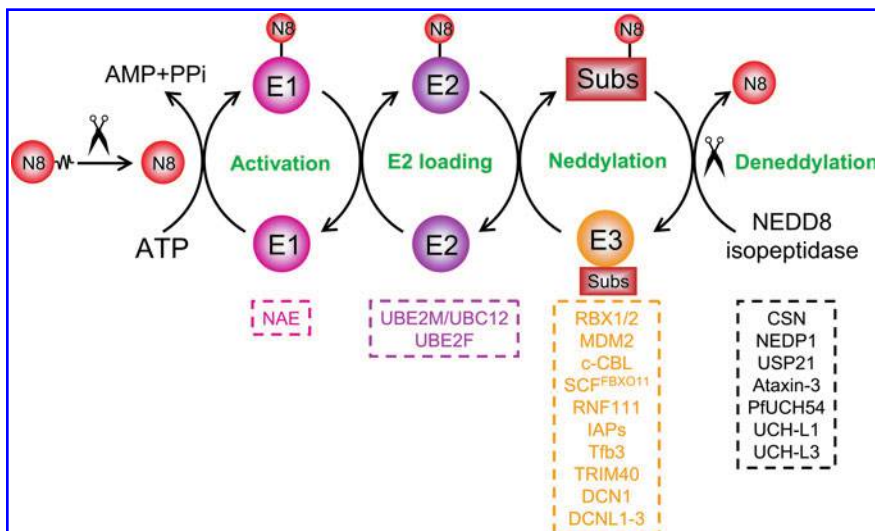 N8
N8
N8
N8
AMP+PPi
E1
E2
Subs
N8
N8
Activation
E2 loading
Neddylation
Deneddylation
ATP
E1
E2
E3
Subs
NEDD8
isopeptidase
NAE
UBE2M/UBC12
UBE2F
RBX1/2
MDM2
c-CBL
SCFFBXO11
RNF111
IAPs
Tfb3
TRIM40
DCN1
DCNL1-3
CSN
NEDP1
USP21
Ataxin-3
PfUCH54
UCH-L1
UCH-L3